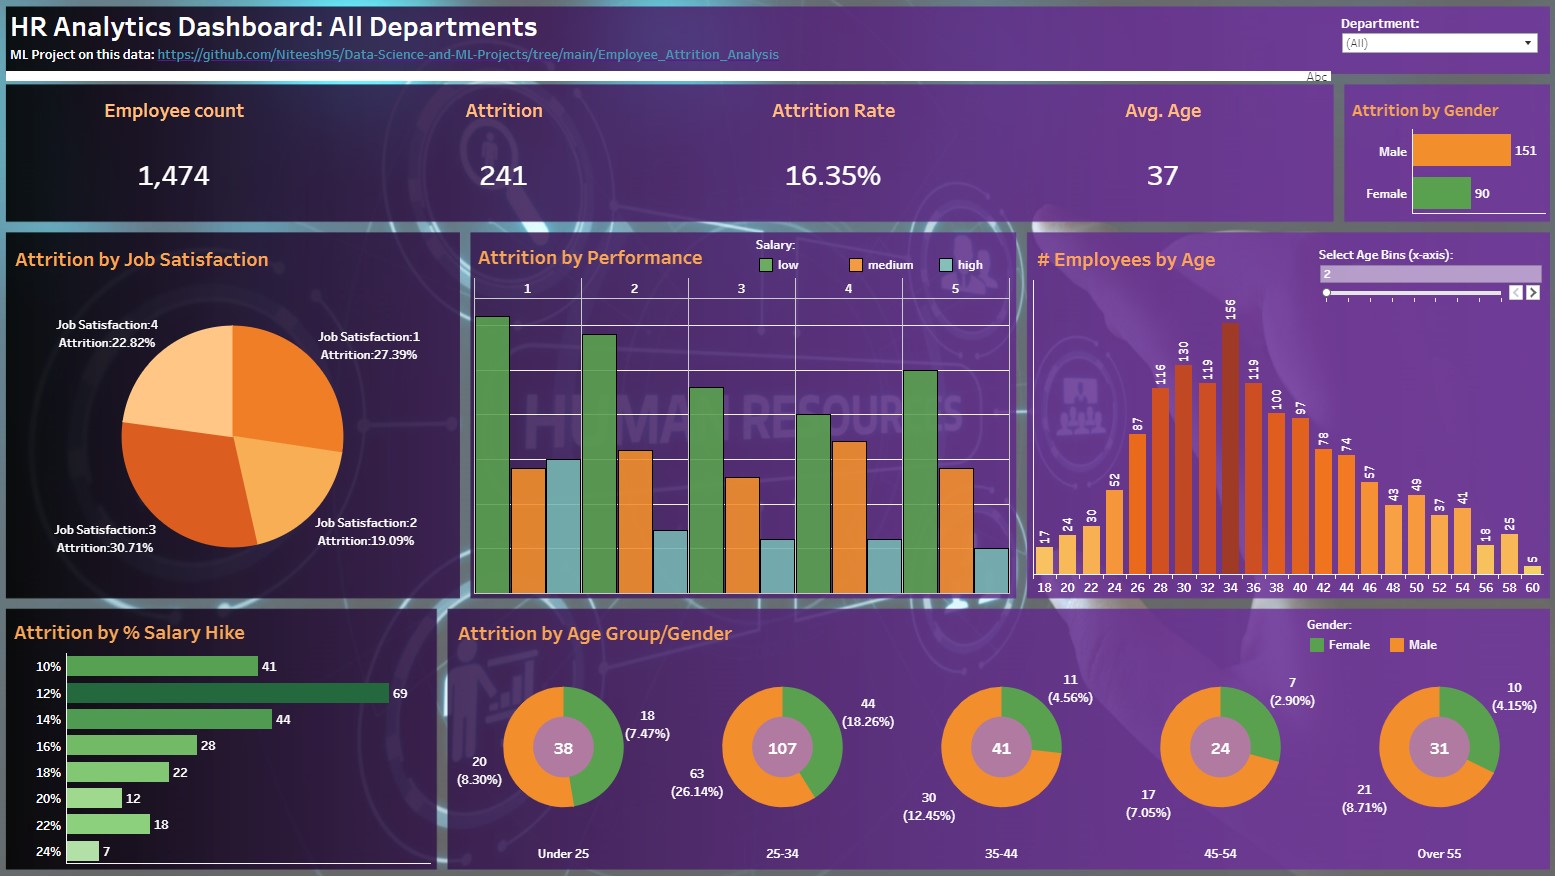 HR Analytics Dashboard: All Departments
ML Project on this data: https://github.com/Niteesh95/Data-Science-and-ML-Projects/tree/main/Employee_Attrition_Analysis
Department:
(All)
Abc
Employee count
1,474
Attrition
241
Attrition Rate
16.35%
Avg. Age
37
Attrition by Gender
Male 151
Female 90
Attrition by Job Satisfaction
Job Satisfaction:4
Attrition:22.82%
Job Satisfaction:1
Attrition:27.39%
Job Satisfaction:3
Attrition:30.71%
Job Satisfaction:2
Attrition:19.09%
Attrition by Performance
Salary:
low medium high
1 2 3 4 5
HUMAN RESOURCES
# Employees by Age
Select Age Bins (x-axis):
2
17 24 30 52 87 116 130 119 156 119 100 97 78 74 57 43 49 37 41 18 25 5
18 20 22 24 26 28 30 32 34 36 38 40 42 44 46 48 50 52 54 56 58 60
Attrition by % Salary Hike
10% 41
12% 69
14% 44
16% 28
18% 22
20% 12
22% 18
24% 7
Attrition by Age Group/Gender
Gender:
Female Male
18
(7.47%)
38
20
(8.30%)
Under 25
44
(18.26%)
107
63
(26.14%)
25-34
11
(4.56%)
41
30
(12.45%)
35-44
7
(2.90%)
24
17
(7.05%)
45-54
10
(4.15%)
31
21
(8.71%)
Over 55